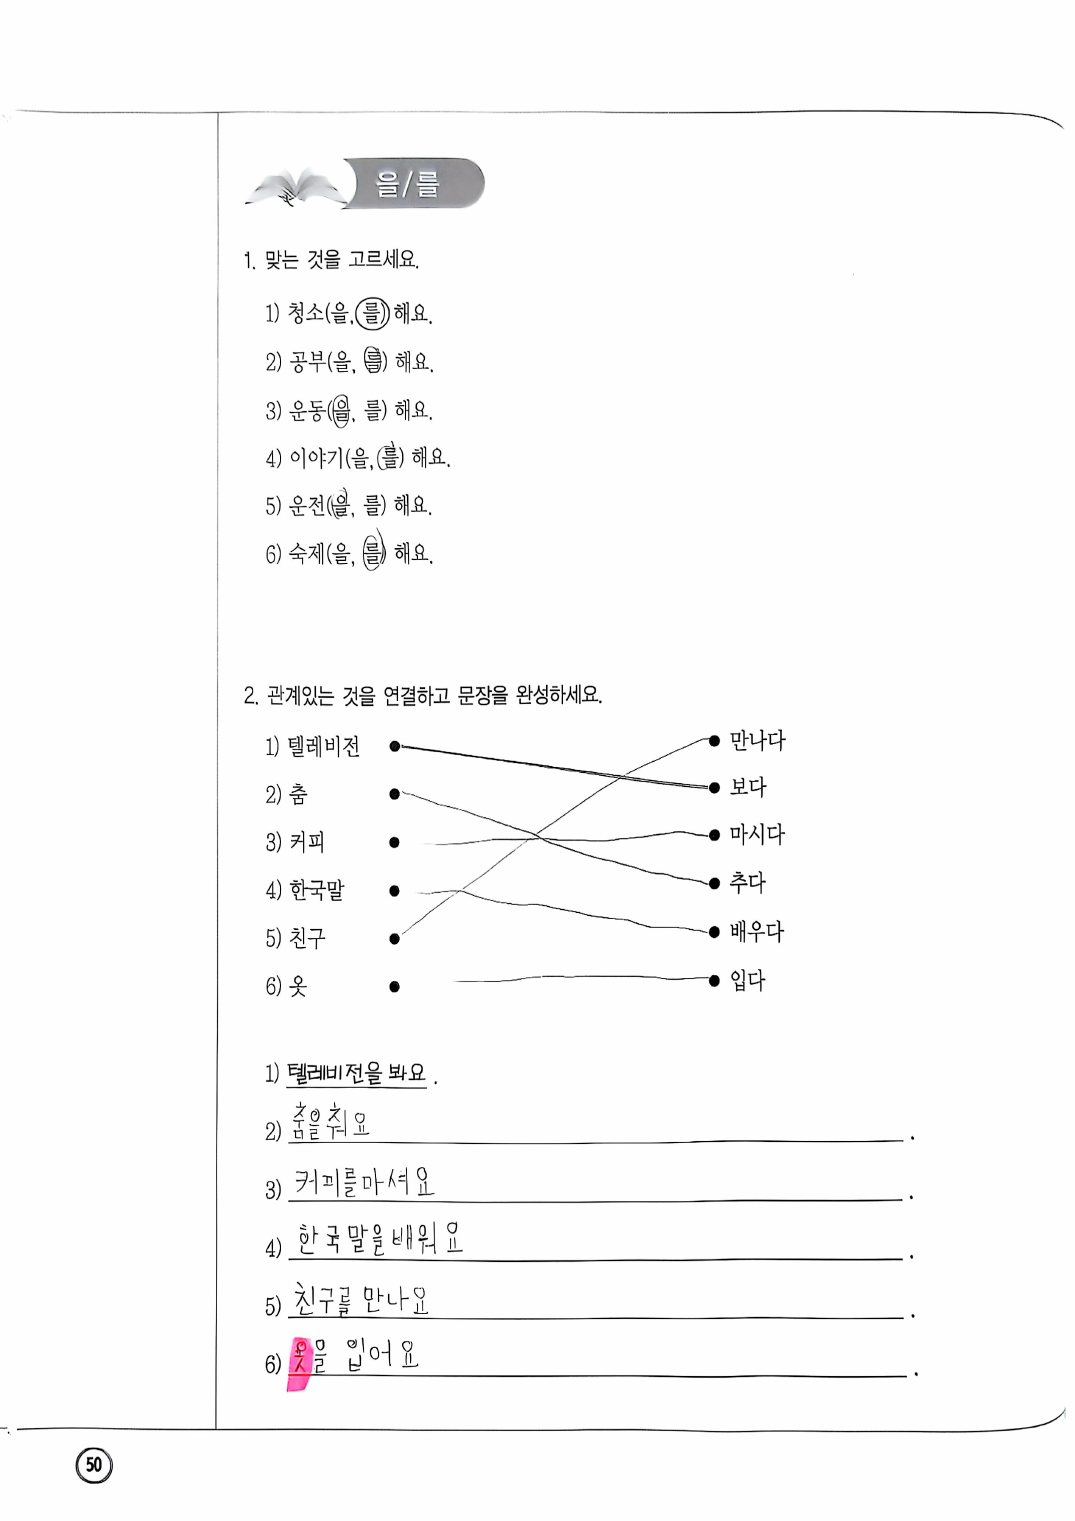 을/를
1. 맞는 것을 고르세요.
1) 청소(을, 를) 해요.
2) 공부(을, 를) 해요.
3) 운동(을, 를) 해요.
4) 이야기(을, 를) 해요.
5) 운전(을, 를) 해요.
6) 숙제(을, 를) 해요.
2. 관계있는 것을 연결하고 문장을 완성하세요.
1) 텔레비전 만나다
2) 춤 보다
3) 커피 마시다
4) 한국말 추다
5) 친구 배우다
6) 옷 입다
1) 텔레비전을 봐요.
2) 춤을 춰요.
3) 커피를 마셔요.
4) 한국말을 배워요.
5) 친구를 만나요.
6) 옷을 입어요.
50